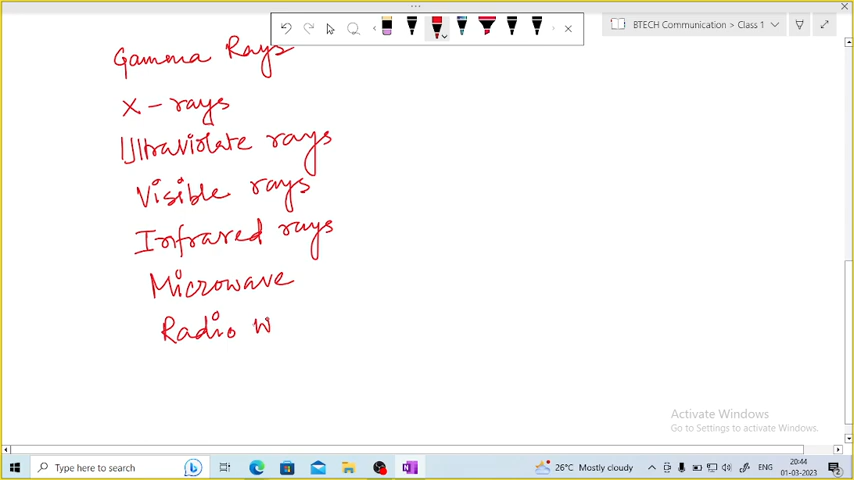 BTECH Communication > Class 1
Gamma Rays
X-rays
Ultraviolate rays
Visible rays
Infrared rays
Microwave
Radio W
Activate Windows
Go to Settings to activate Windows.
Type here to search
26°C Mostly cloudy
ENG
20:44
01-03-2023
2